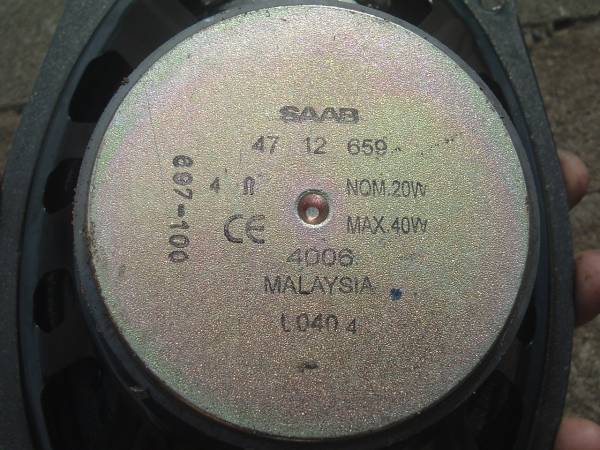 SAAB
47 12 659
4 Ω NOM.20W
CE MAX.40W
4006
MALAYSIA
L040 4
697-100